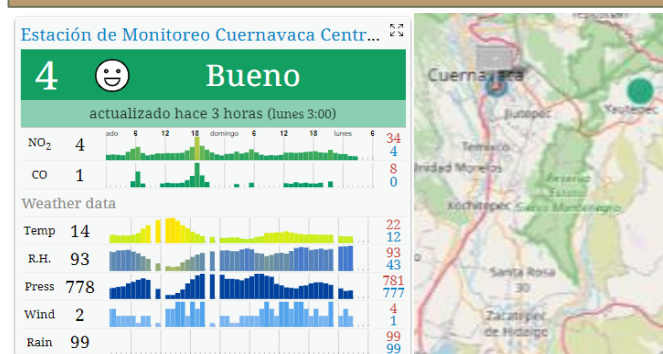 Estación de Monitoreo Cuernavaca Centr...
4 Bueno
actualizado hace 3 horas (lunes 3:00)
ado 6 12 18 domingo 6 12 18 lunes 6
NO2 4 34 4
CO 1 8 0
Weather data
Temp 14 22 12
R.H. 93 93 43
Press 778 781 777
Wind 2 4 1
Rain 99 99 99
Cuernavaca
Yautepec
Jiutepec
Temixco
Xochitepec
Santa Rosa
30
Zacatepec
de Hidalgo